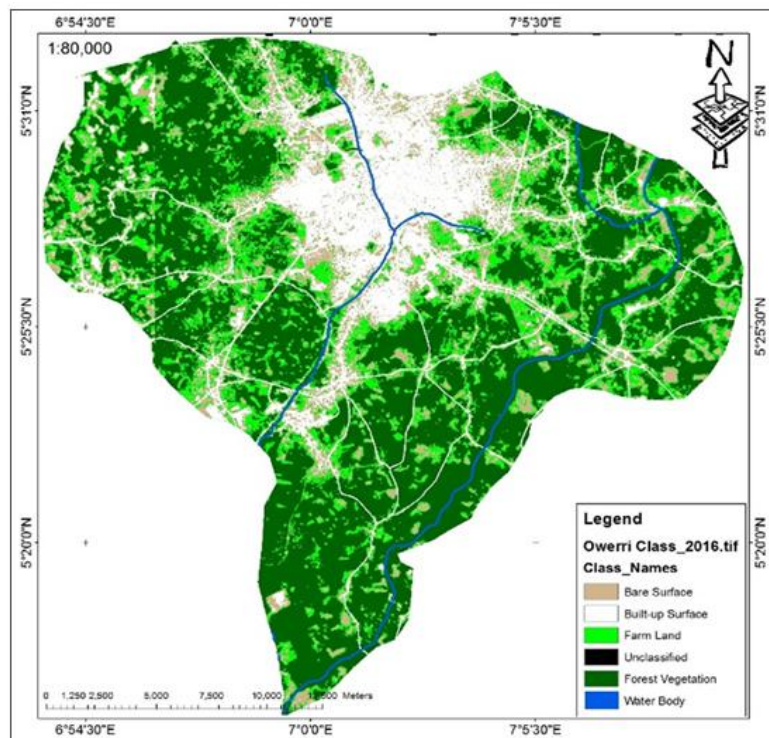 6°54'30"E 7°0'0"E 7°5'30"E
1:80,000
N
5°31'0"N 5°31'0"N
5°25'30"N 5°25'30"N
5°20'0"N 5°20'0"N
Legend
Owerri Class_2016.tif
Class_Names
Bare Surface
Built-up Surface
Farm Land
Unclassified
Forest Vegetation
Water Body
0 1,250 2,500 5,000 7,500 10,000 Meters
6°54'30"E 7°0'0"E 7°5'30"E